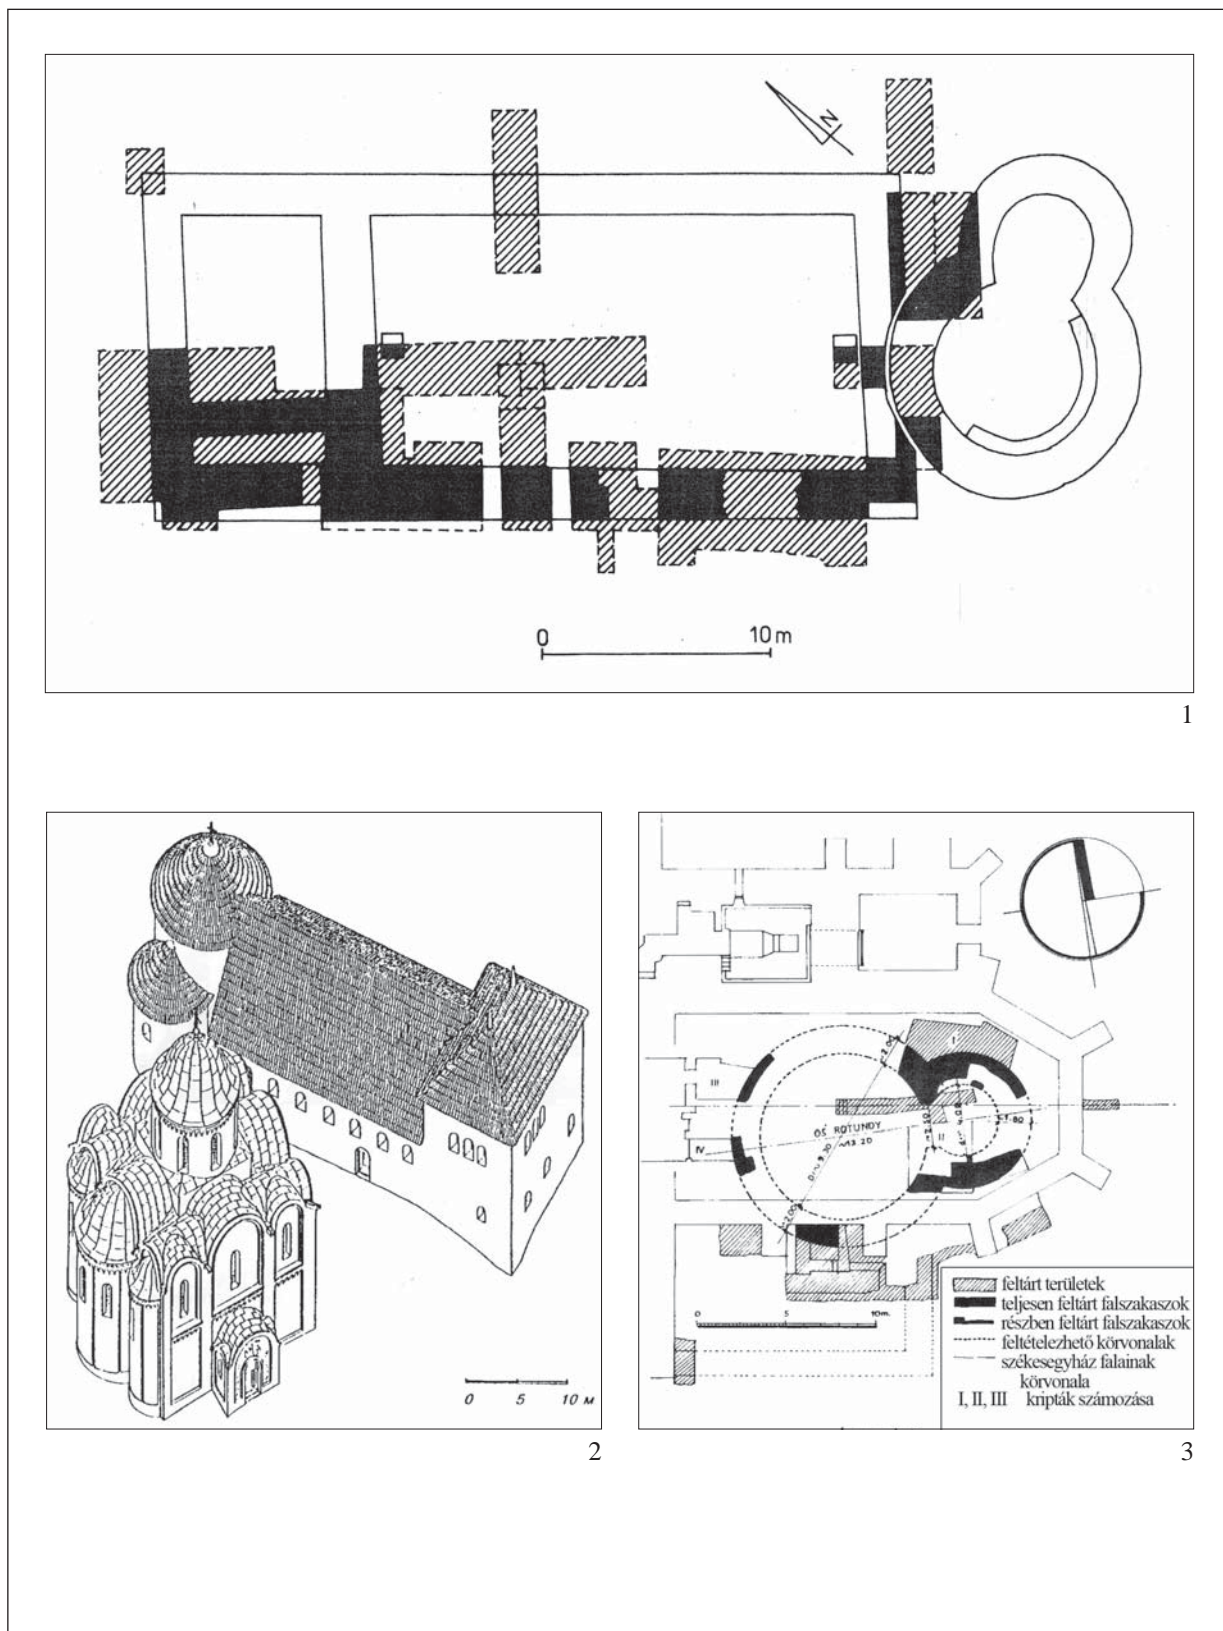 N
0 10 m
1
2
0 5 10 м
3
I
III
II
IV
OŚ ROTUNDY
0 5 10m.
feltárt területek
teljesen feltárt falszakaszok
részben feltárt falszakaszok
feltételezhető körvonalak
székesegyház falainak
körvonala
I, II, III kripták számozása